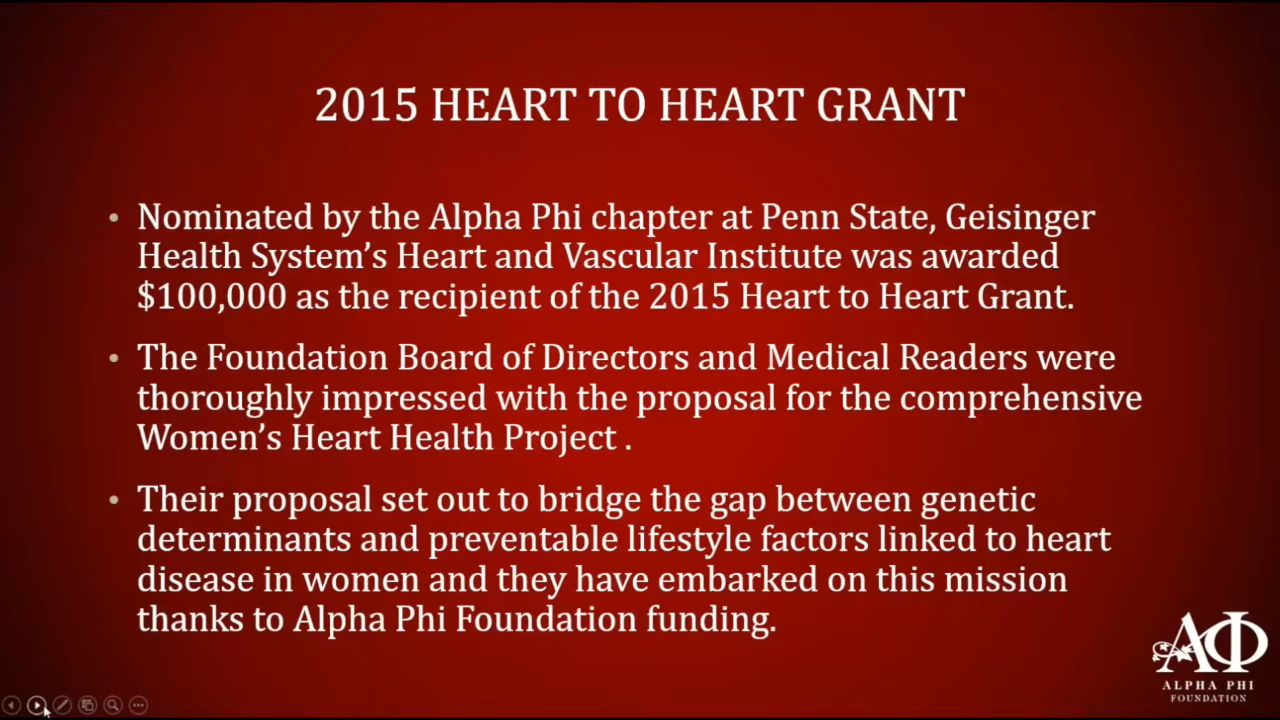 2015 HEART TO HEART GRANT
• Nominated by the Alpha Phi chapter at Penn State, Geisinger
Health System’s Heart and Vascular Institute was awarded
$100,000 as the recipient of the 2015 Heart to Heart Grant.
• The Foundation Board of Directors and Medical Readers were
thoroughly impressed with the proposal for the comprehensive
Women’s Heart Health Project .
• Their proposal set out to bridge the gap between genetic
determinants and preventable lifestyle factors linked to heart
disease in women and they have embarked on this mission
thanks to Alpha Phi Foundation funding.
ΑΦ
ALPHA PHI
FOUNDATION